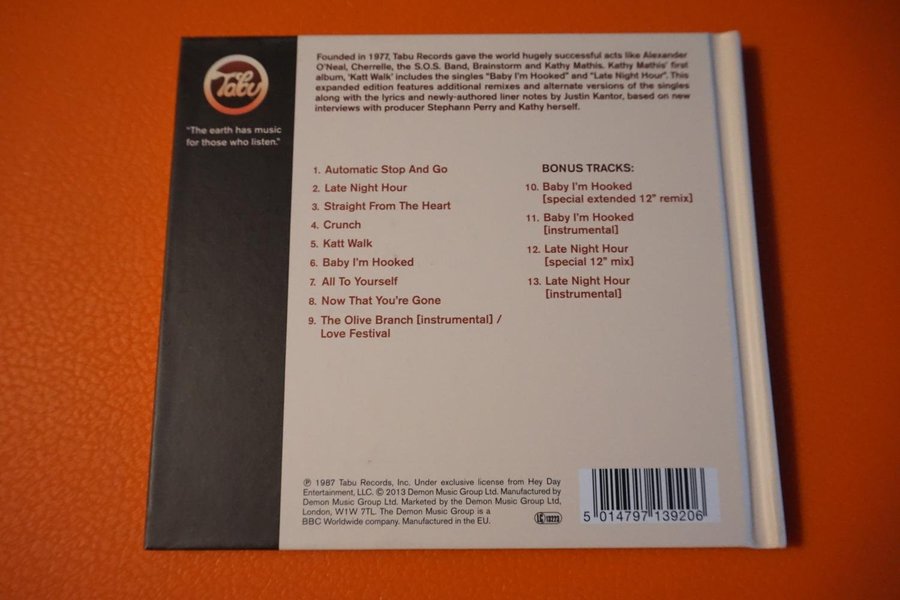 Tabu
"The earth has music
for those who listen."
Founded in 1977, Tabu Records gave the world hugely successful acts like Alexander
O'Neal, Cherrelle, the S.O.S. Band, Brainstorm and Kathy Mathis. Kathy Mathis' first
album, 'Katt Walk' includes the singles "Baby I'm Hooked" and "Late Night Hour". This
expanded edition features additional remixes and alternate versions of the singles
along with the lyrics and newly-authored liner notes by Justin Kantor, based on new
interviews with producer Stephann Perry and Kathy herself.
1. Automatic Stop And Go
2. Late Night Hour
3. Straight From The Heart
4. Crunch
5. Katt Walk
6. Baby I'm Hooked
7. All To Yourself
8. Now That You're Gone
9. The Olive Branch [instrumental] /
Love Festival
BONUS TRACKS:
10. Baby I'm Hooked
[special extended 12" remix]
11. Baby I'm Hooked
[instrumental]
12. Late Night Hour
[special 12" mix]
13. Late Night Hour
[instrumental]
℗ 1987 Tabu Records, Inc. Under exclusive license from Hey Day
Entertainment, LLC. © 2013 Demon Music Group Ltd. Manufactured by
Demon Music Group Ltd. Marketed by the Demon Music Group Ltd,
London, W1W 7TL. The Demon Music Group is a
BBC Worldwide company. Manufactured in the EU.
LC 13223
5 014797 139206